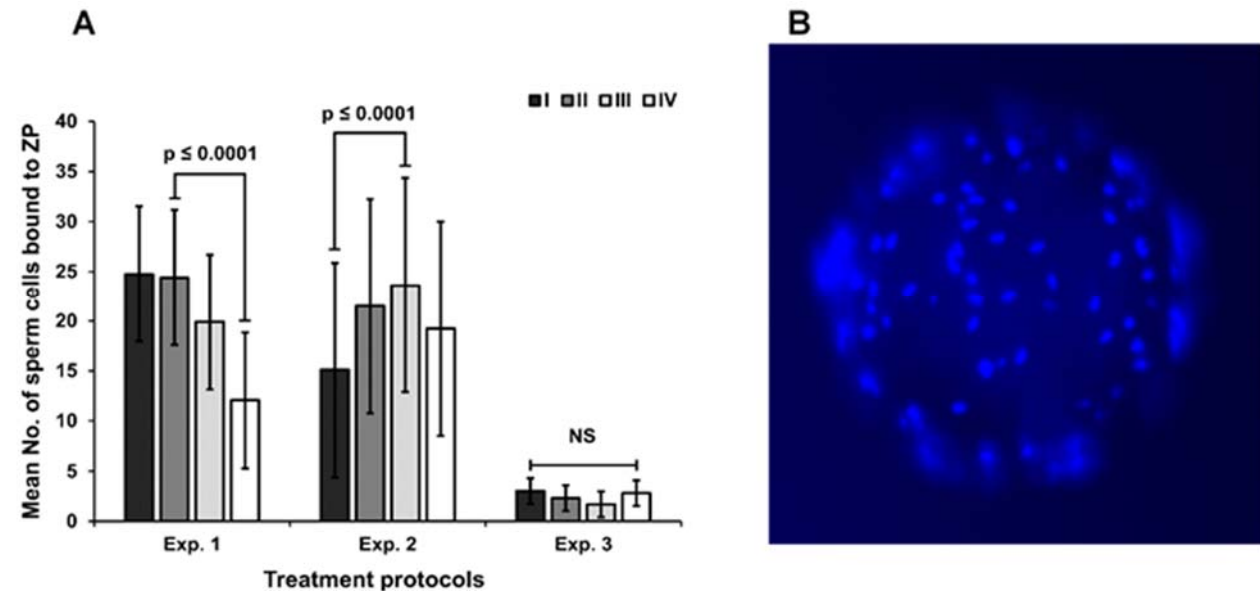 A
B
I II III IV
Mean No. of sperm cells bound to ZP
40
35
30
25
20
15
10
5
0
p ≤ 0.0001
p ≤ 0.0001
NS
Exp. 1 Exp. 2 Exp. 3
Treatment protocols